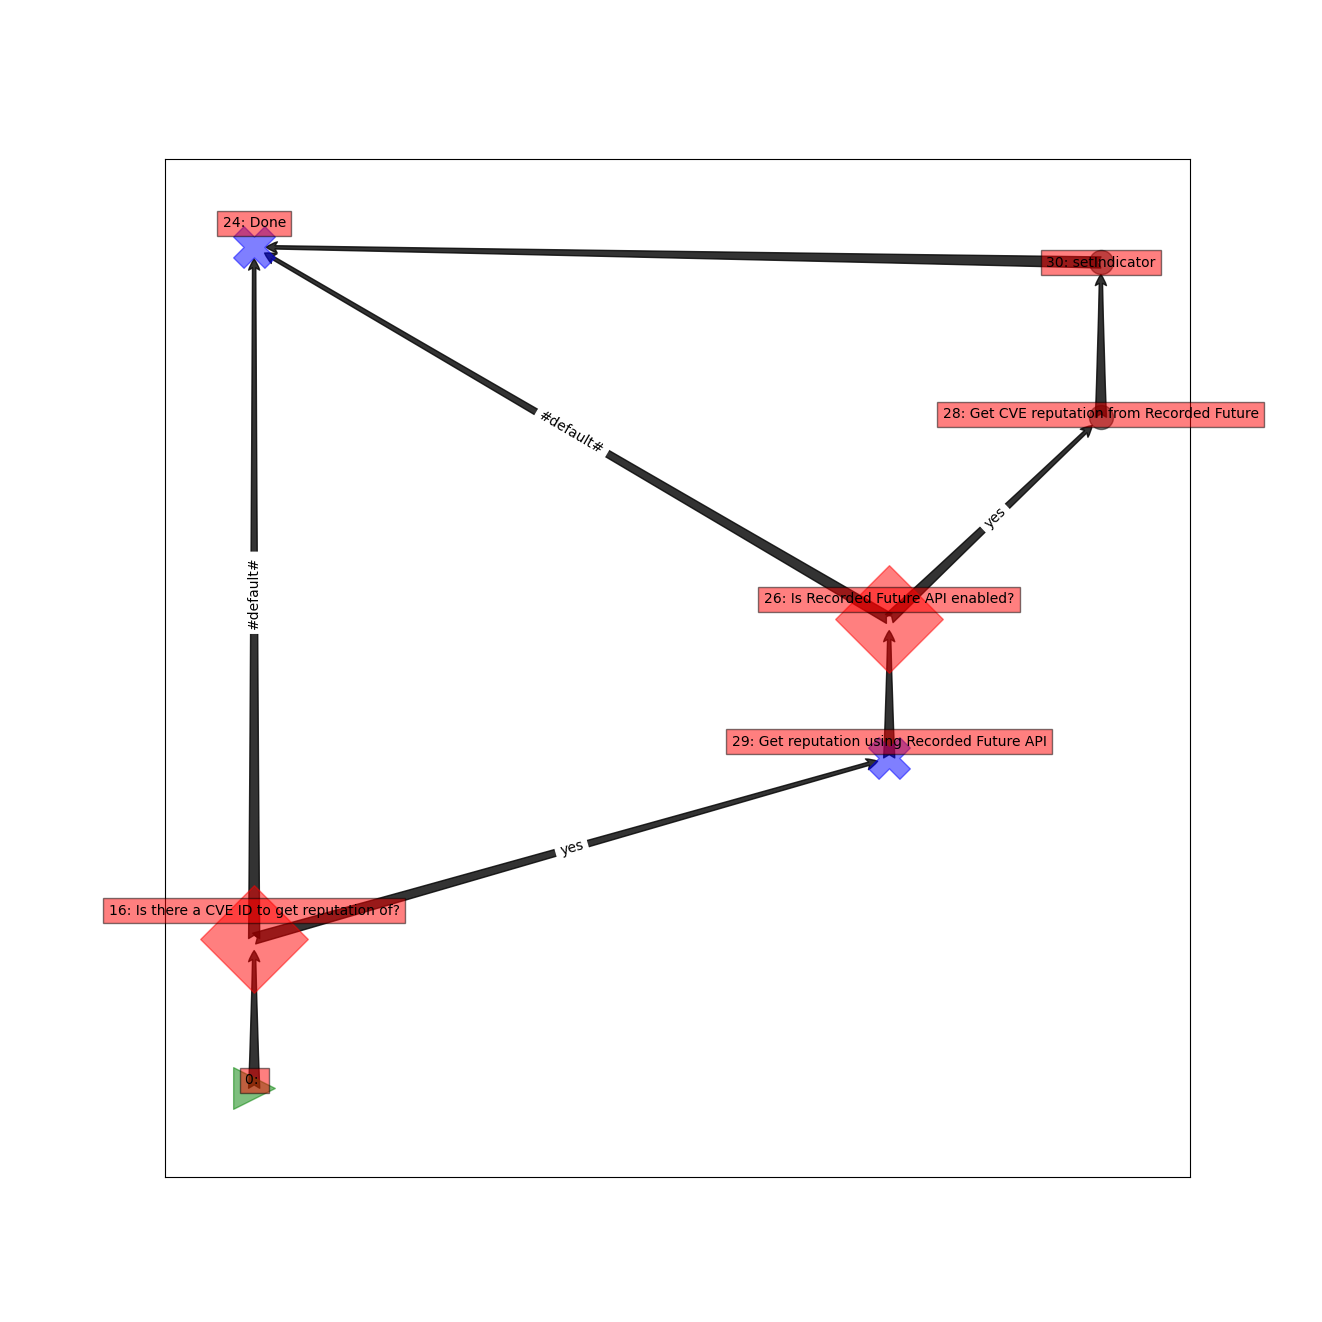 24: Done
30: setIndicator
28: Get CVE reputation from Recorded Future
#default#
yes
#default#
26: Is Recorded Future API enabled?
29: Get reputation using Recorded Future API
yes
16: Is there a CVE ID to get reputation of?
0: